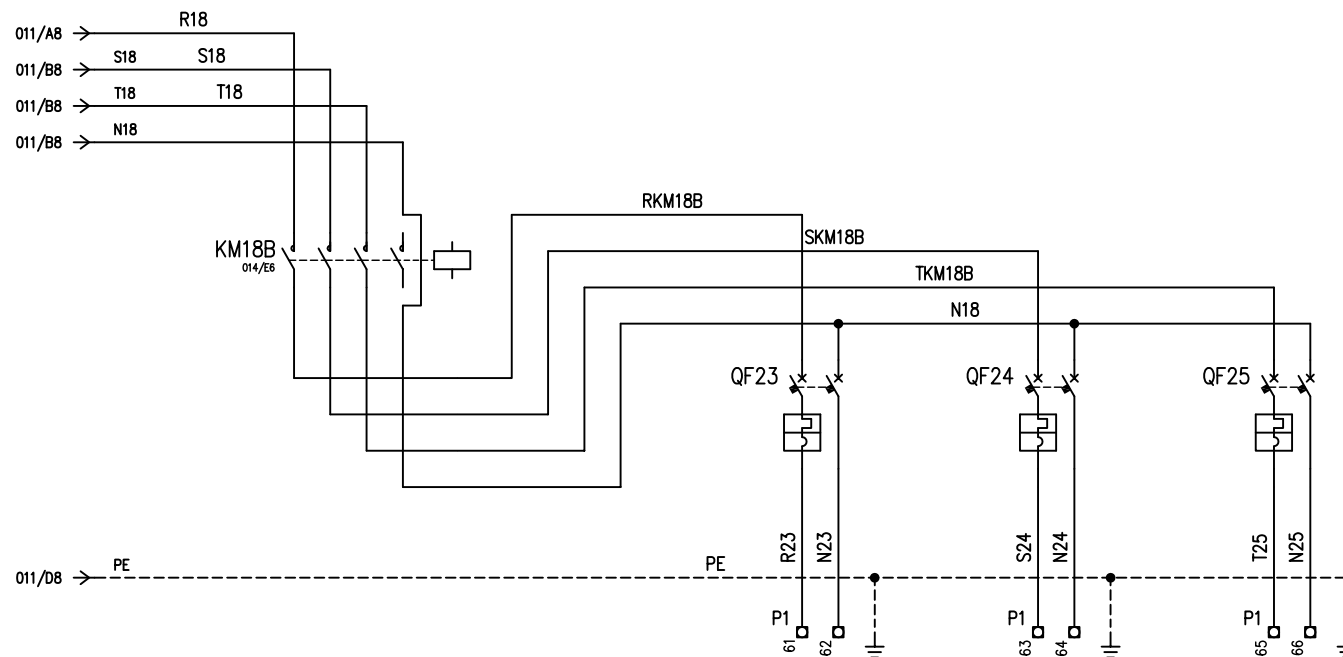 011/A8 R18
011/B8 S18 S18
011/B8 T18 T18
011/B8 N18
RKM18B
SKM18B
KM18B
014/E6
TKM18B
N18
QF23 QF24 QF25
R23 N23 S24 N24 T25 N25
011/D8 PE PE
P1 P1 P1
61 62 63 64 65 66